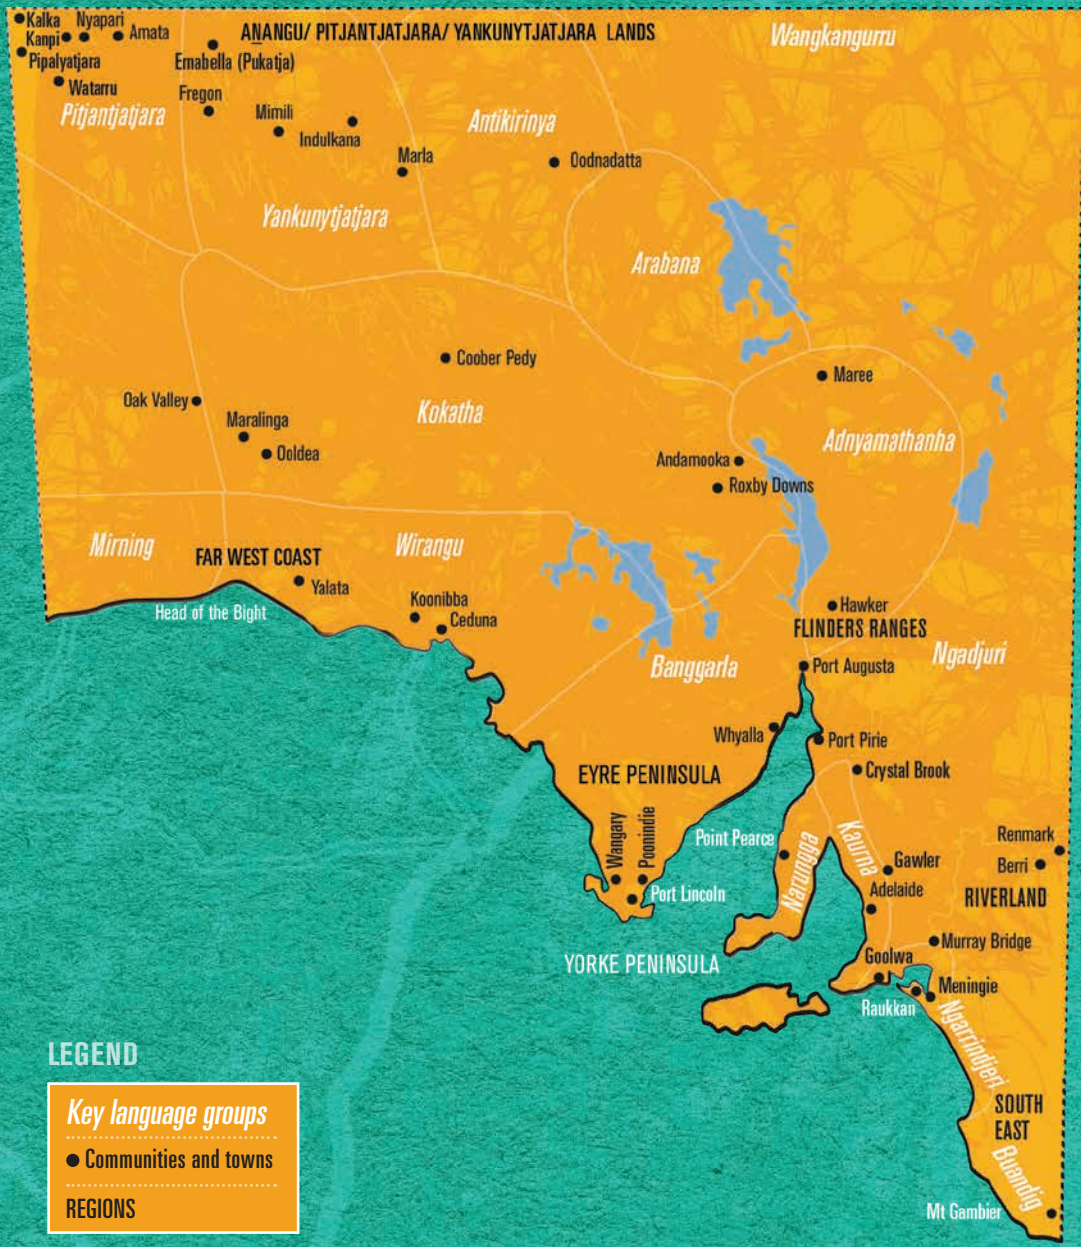 Kalka
Nyapari
Kanpi
Amata
ANANGU/ PITJANTJATJARA/ YANKUNYTJATJARA LANDS
Wangkangurru
Pipalyatjara
Ernabella (Pukatja)
Watarru
Fregon
Pitjantjatjara
Mimili
Antikirinya
Indulkana
Marla
Oodnadatta
Yankunytjatjara
Arabana
Coober Pedy
Maree
Oak Valley
Kokatha
Maralinga
Adnyamathanha
Ooldea
Andamooka
Roxby Downs
Mirning
FAR WEST COAST
Wirangu
Yalata
Koonibba
Head of the Bight
Ceduna
Hawker
FLINDERS RANGES
Banggarla
Port Augusta
Ngadjuri
Whyalla
Port Pirie
EYRE PENINSULA
Crystal Brook
Wangary
Poonindie
Point Pearce
Narungga
Kaurna
Renmark
Gawler
Berri
Port Lincoln
Adelaide
RIVERLAND
YORKE PENINSULA
Murray Bridge
Goolwa
Meningie
Raukkan
Ngarrindjeri
SOUTH
EAST
Buandig
Mt Gambier
LEGEND
Key language groups
Communities and towns
REGIONS